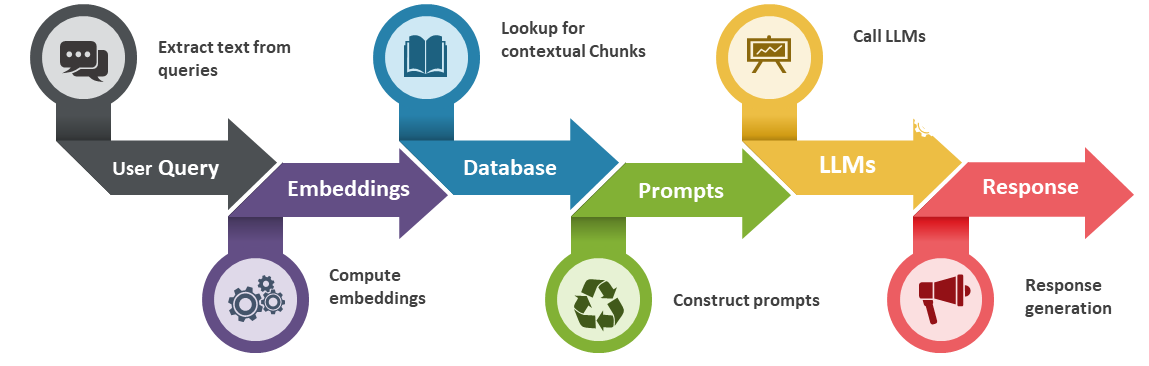 Extract text from
queries
Lookup for
contextual Chunks
Call LLMs
User Query
Embeddings
Database
Prompts
LLMs
Response
Compute
embeddings
Construct prompts
Response
generation